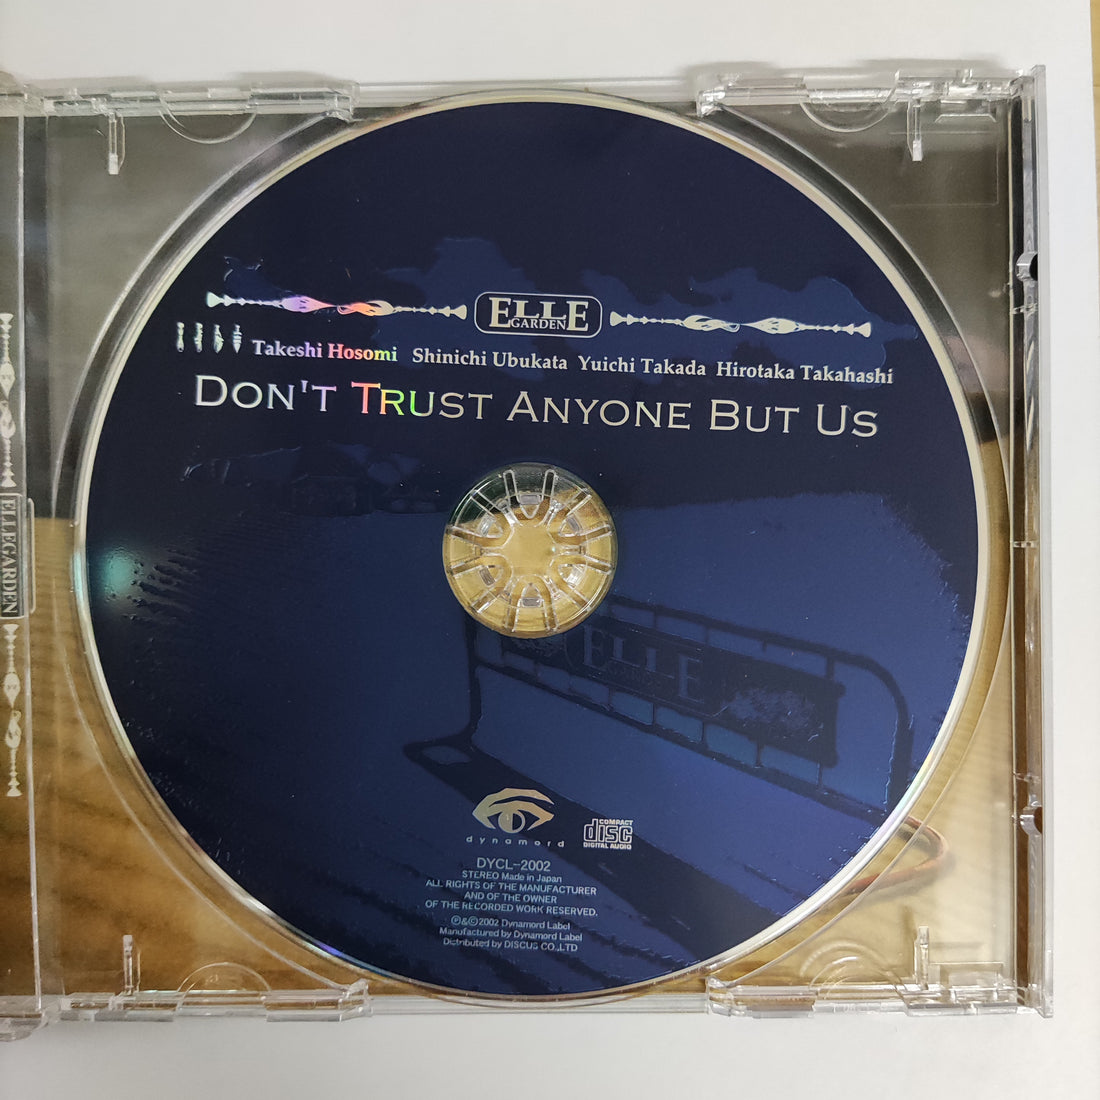 ELLE
GARDEN
Takeshi Hosomi Shinichi Ubukata Yuichi Takada Hirotaka Takahashi
DON'T TRUST ANYONE BUT US
ELLEGARDEN
ELLE
GARDEN
dynamord
COMPACT
disc
DIGITAL AUDIO
DYCL-2002
STEREO Made in Japan
ALL RIGHTS OF THE MANUFACTURER
AND OF THE OWNER
OF THE RECORDED WORK RESERVED.
℗&©2002 Dynamord Label
Manufactured by Dynamord Label
Distributed by DISCUS CO.,LTD